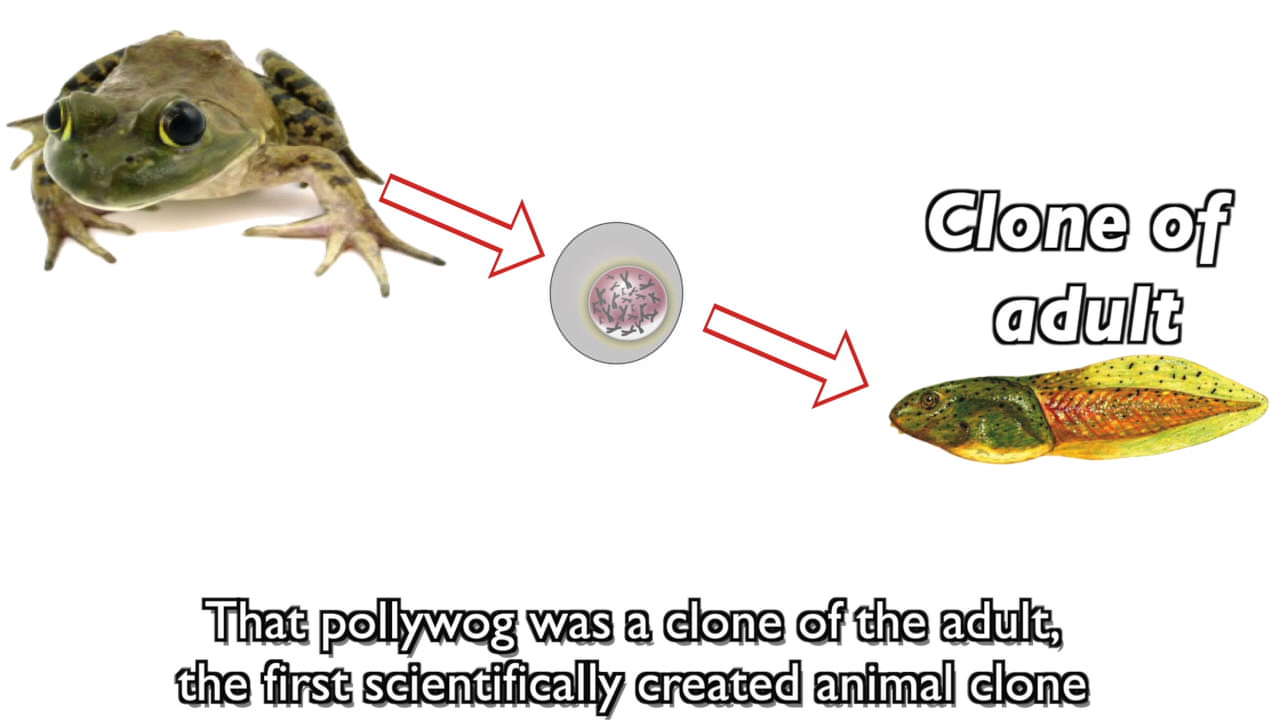 Clone of
adult
That pollywog was a clone of the adult,
the first scientifically created animal clone